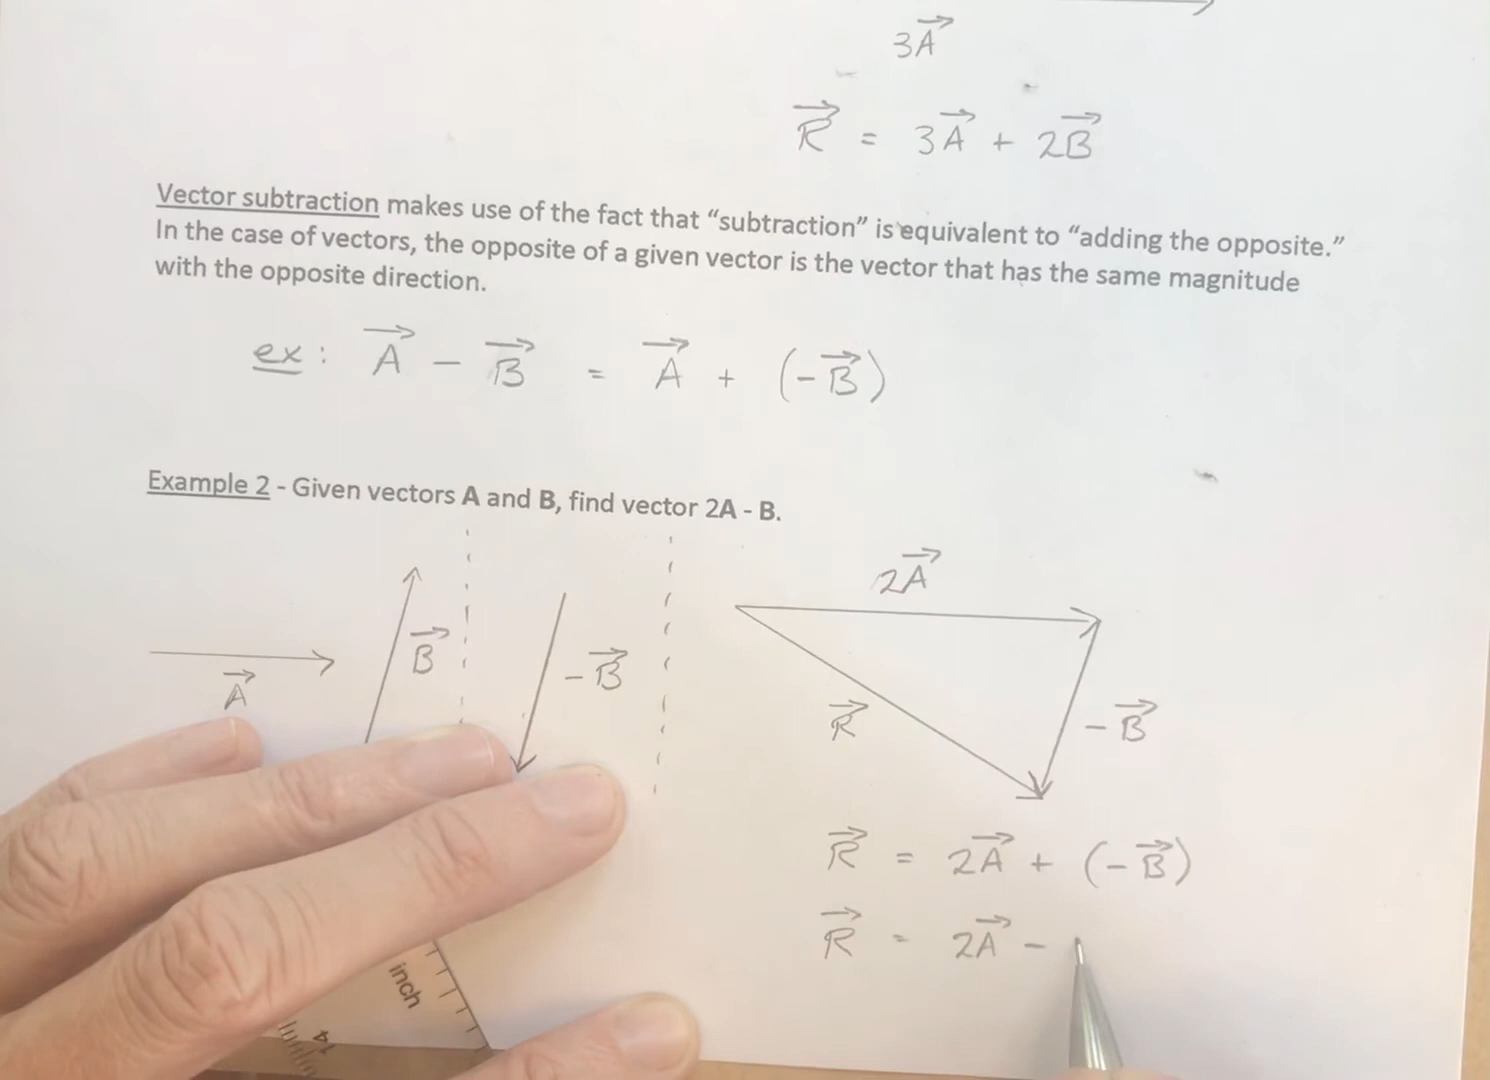 3A
R = 3A + 2B
Vector subtraction makes use of the fact that “subtraction” is equivalent to “adding the opposite.”
In the case of vectors, the opposite of a given vector is the vector that has the same magnitude
with the opposite direction.
ex: A - B = A + (-B)
Example 2 - Given vectors A and B, find vector 2A - B.
A
B
-B
2A
R
-B
R = 2A + (-B)
R = 2A -
inch